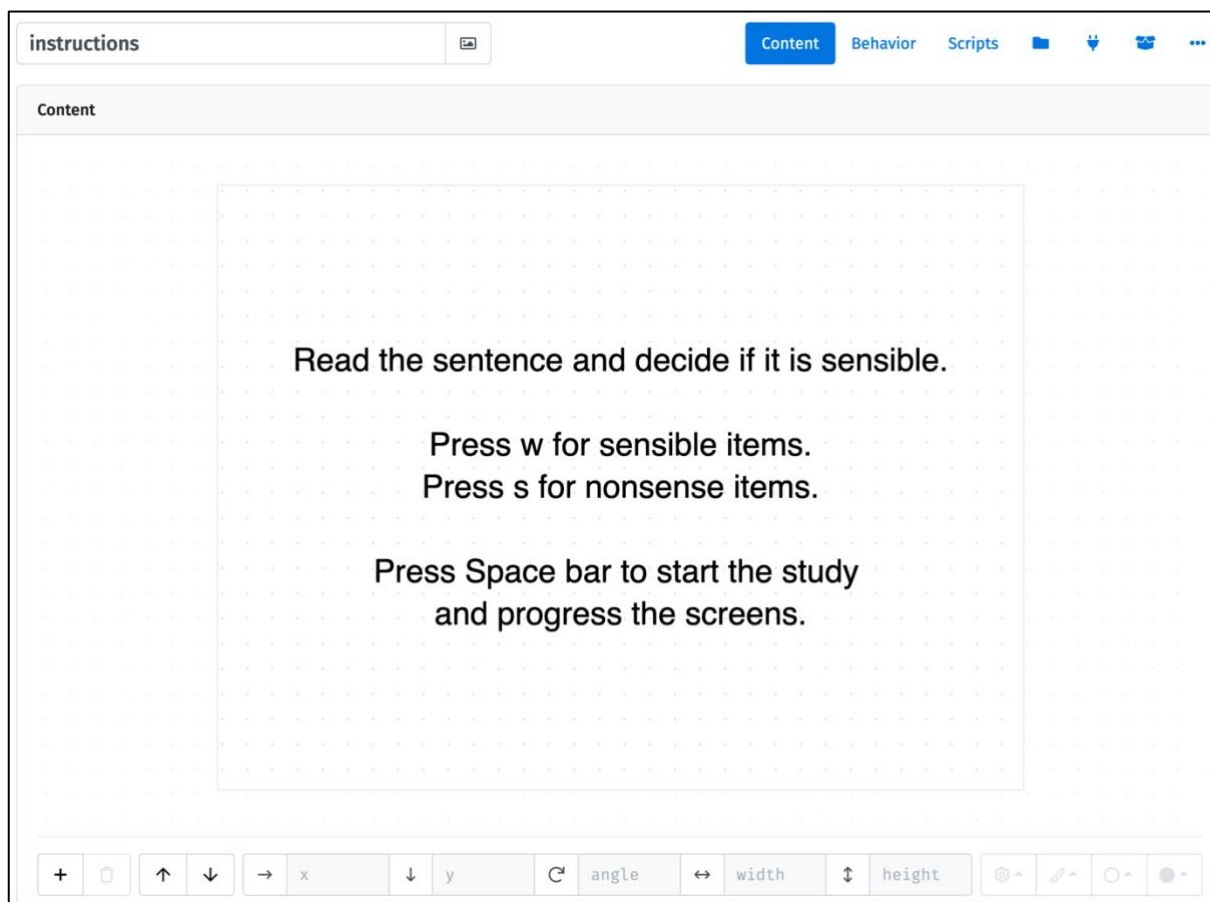 instructions
Content Behavior Scripts
Content
Read the sentence and decide if it is sensible.
Press w for sensible items.
Press s for nonsense items.
Press Space bar to start the study
and progress the screens.
x y angle width height